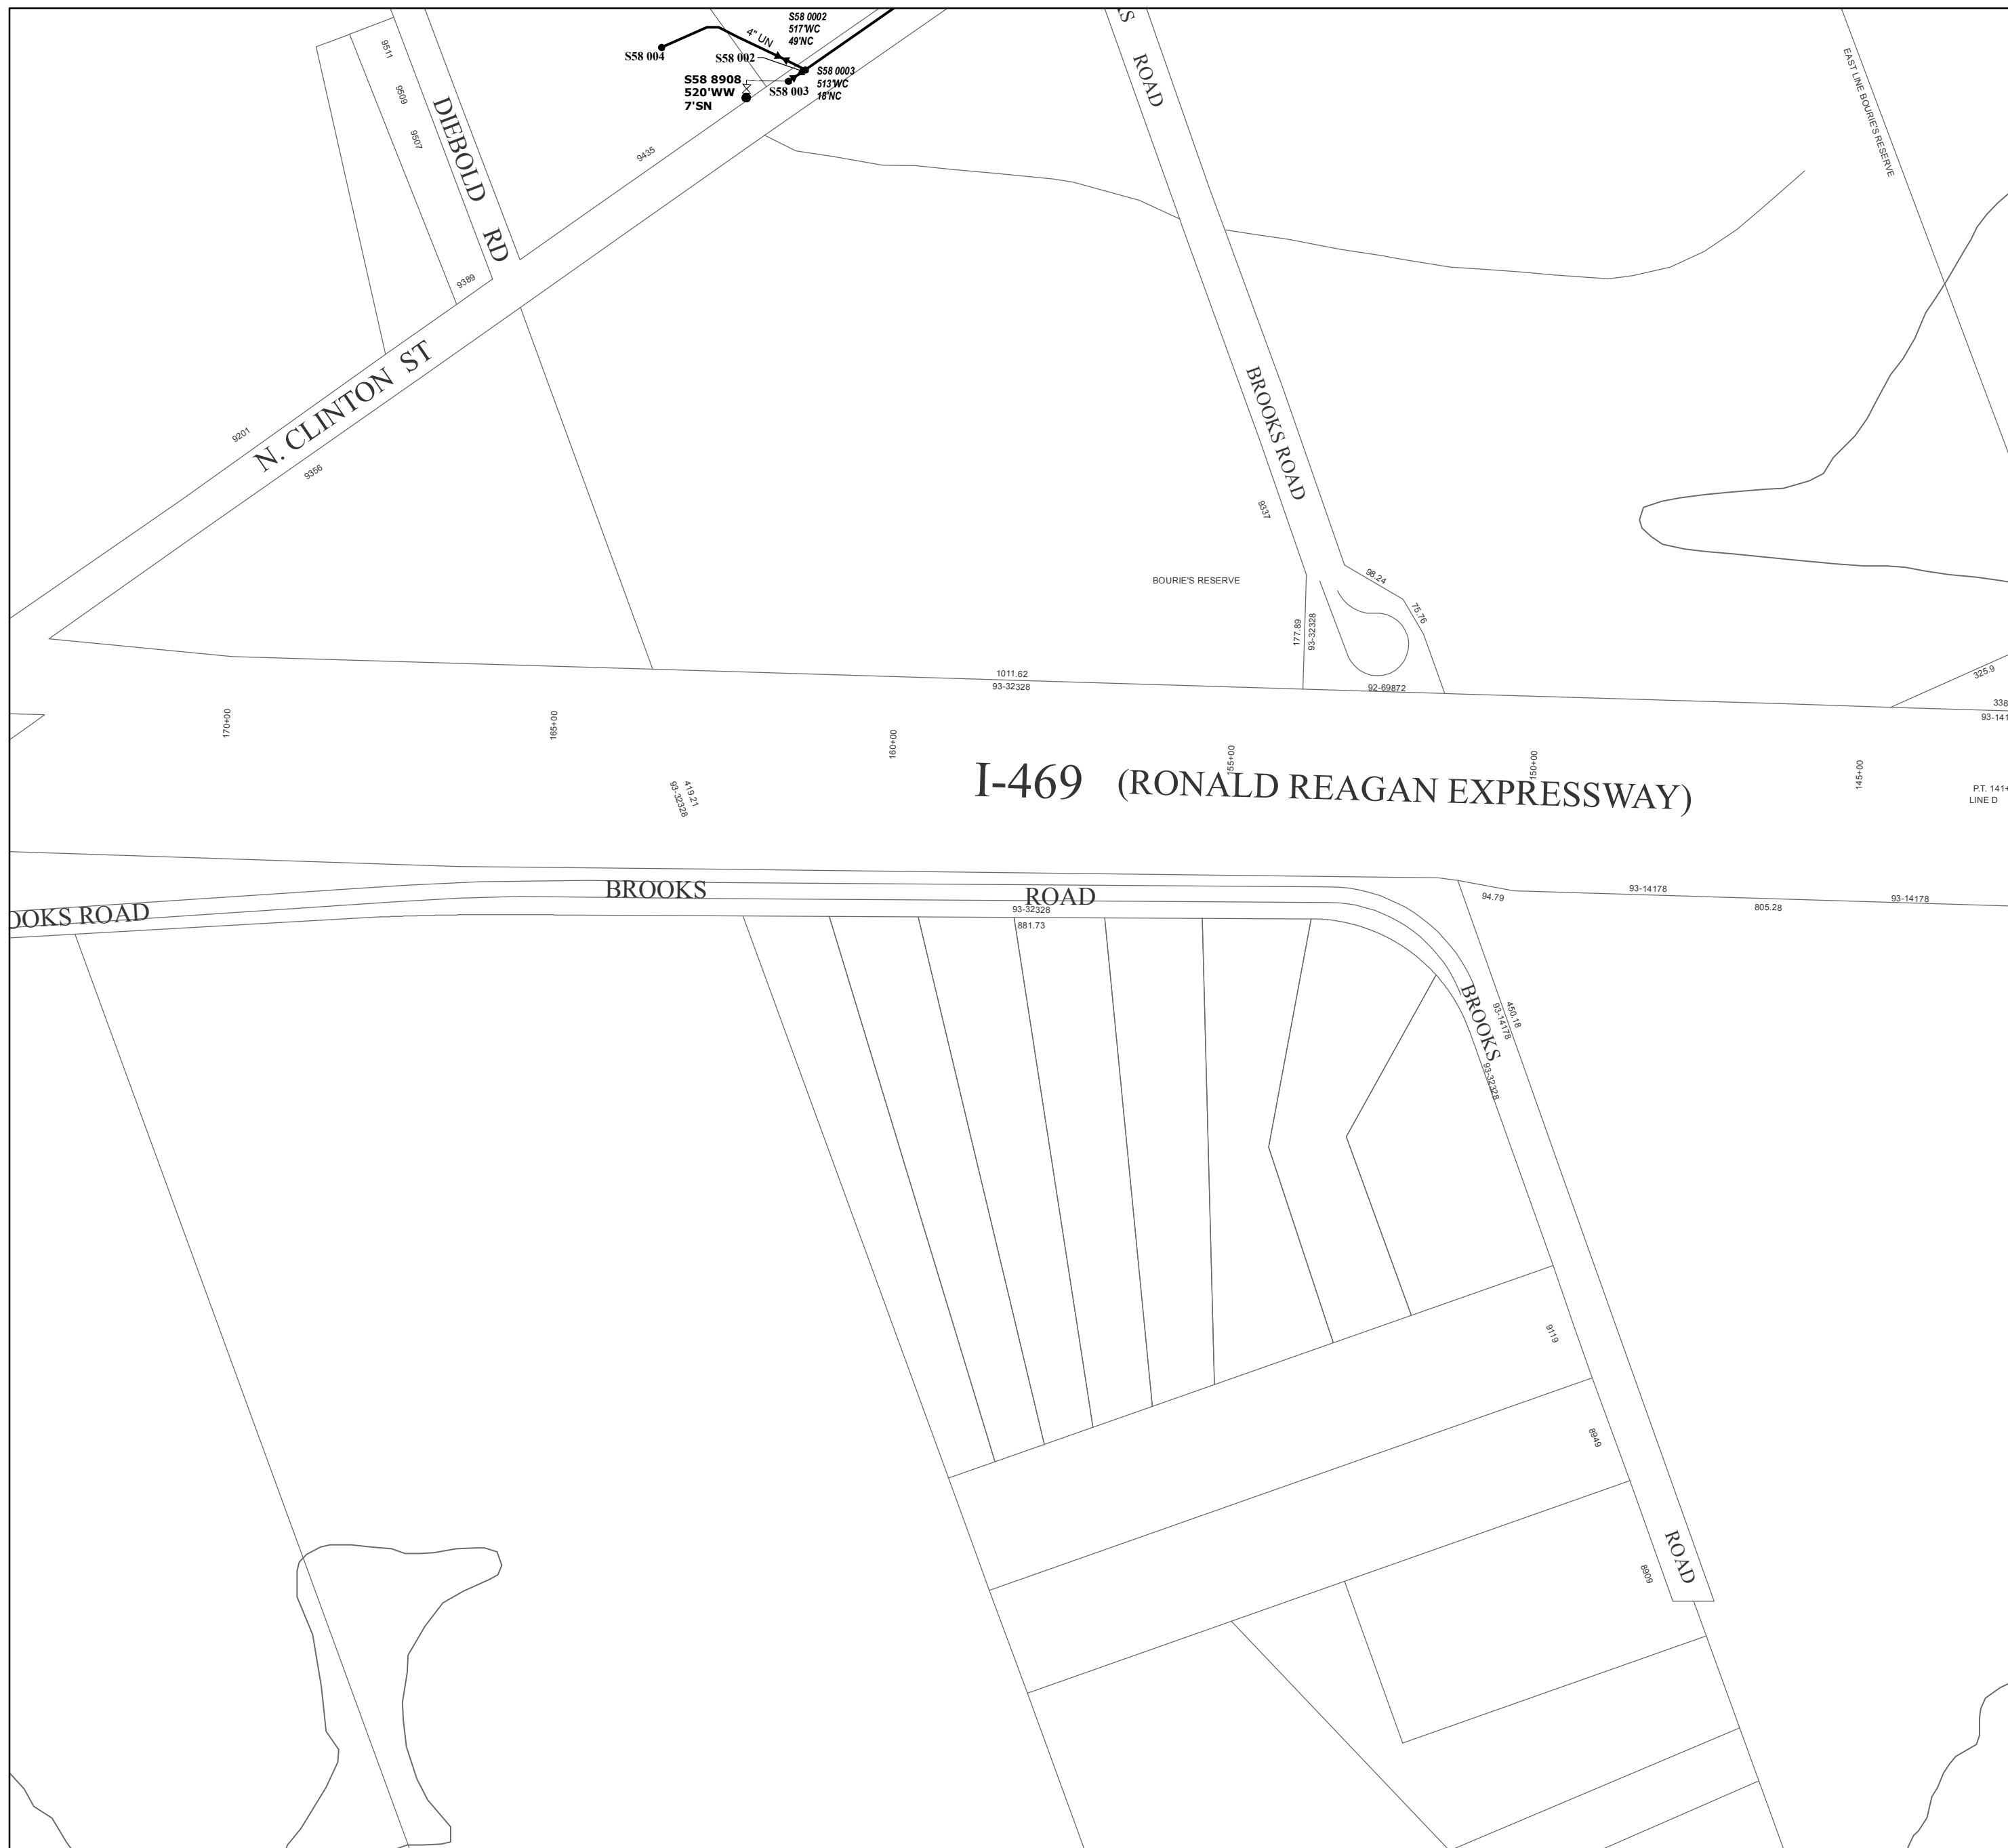 S58 0002
517'WC
49'NC
4" UN
S58 004
S58 002
S58 0003
513'WC
18'NC
S58 8908
520'WW
7'SN
S58 003
9511
9509
9507
DIEBOLD RD
9435
9389
N. CLINTON ST
9201
9356
ROAD
EAST LINE BOURIE'S RESERVE
BROOKS ROAD
9337
BOURIE'S RESERVE
98.24
75.76
177.89
93-32328
1011.62
93-32328
92-69872
325.9
338
93-141
170+00
165+00
160+00
155+00
150+00
145+00
I-469 (RONALD REAGAN EXPRESSWAY)
P.T. 141+
LINE D
419.21
93-32328
OOKS ROAD
BROOKS ROAD
93-32328
881.73
94.79
93-14178
805.28
93-14178
BROOKS
450.18
93-14178
93-32328
9119
8949
8909
ROAD